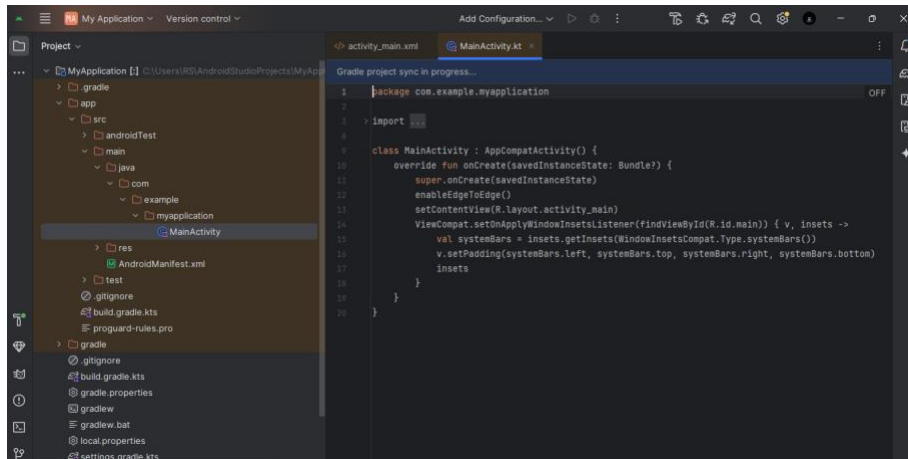 MA My Application Version control Add Configuration...
Project
activity_main.xml MainActivity.kt
MyApplication [:] C:\Users\RS\AndroidStudioProjects\MyApp
.gradle
app
src
androidTest
main
java
com
example
myapplication
MainActivity
res
AndroidManifest.xml
test
.gitignore
build.gradle.kts
proguard-rules.pro
gradle
.gitignore
build.gradle.kts
gradle.properties
gradlew
gradlew.bat
local.properties
settings.gradle.kts
Gradle project sync in progress...
1 package com.example.myapplication OFF
2
3 import ...
8
9 class MainActivity : AppCompatActivity() {
10 override fun onCreate(savedInstanceState: Bundle?) {
11 super.onCreate(savedInstanceState)
12 enableEdgeToEdge()
13 setContentView(R.layout.activity_main)
14 ViewCompat.setOnApplyWindowInsetsListener(findViewById(R.id.main)) { v, insets ->
15 val systemBars = insets.getInsets(WindowInsetsCompat.Type.systemBars())
16 v.setPadding(systemBars.left, systemBars.top, systemBars.right, systemBars.bottom)
17 insets
18 }
19 }
20 }